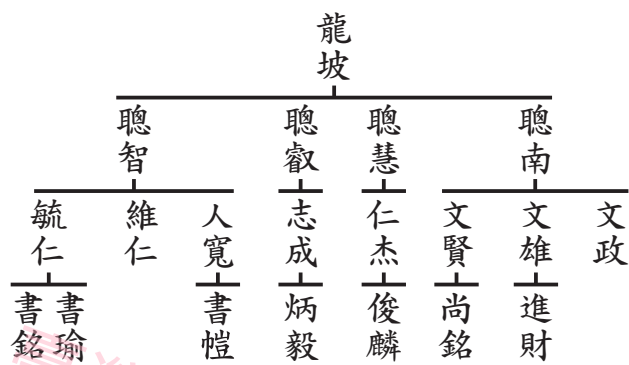 龍坡
聰智 聰叡 聰慧 聰南
毓仁 維仁 人寬 志成 仁杰 文賢 文雄 文政
書銘 書瑜 書愷 炳毅 俊麟 尚銘 進財